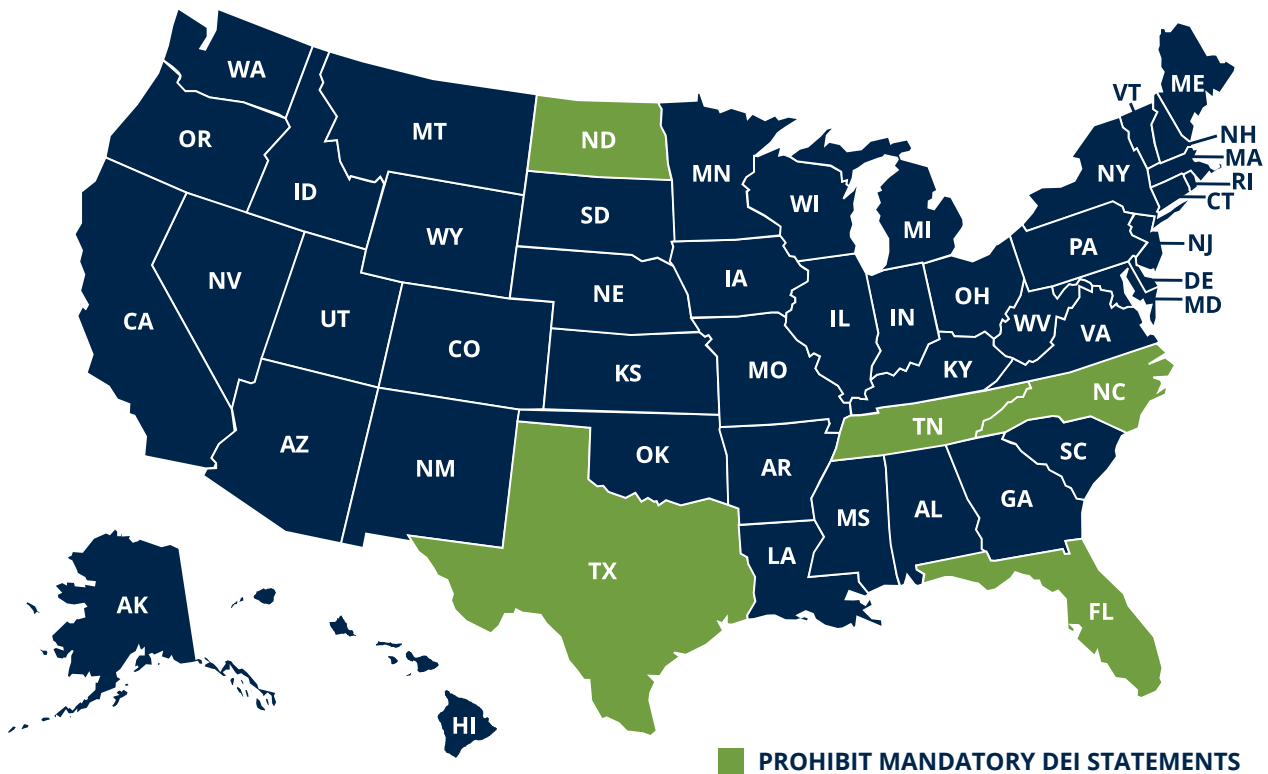 WA
OR
CA
NV
ID
MT
WY
UT
AZ
CO
NM
ND
SD
NE
KS
OK
TX
MN
IA
MO
AR
LA
WI
IL
MI
IN
OH
KY
TN
MS
AL
GA
FL
SC
NC
VA
WV
PA
NY
VT
ME
NH
MA
RI
CT
NJ
DE
MD
AK
HI
PROHIBIT MANDATORY DEI STATEMENTS